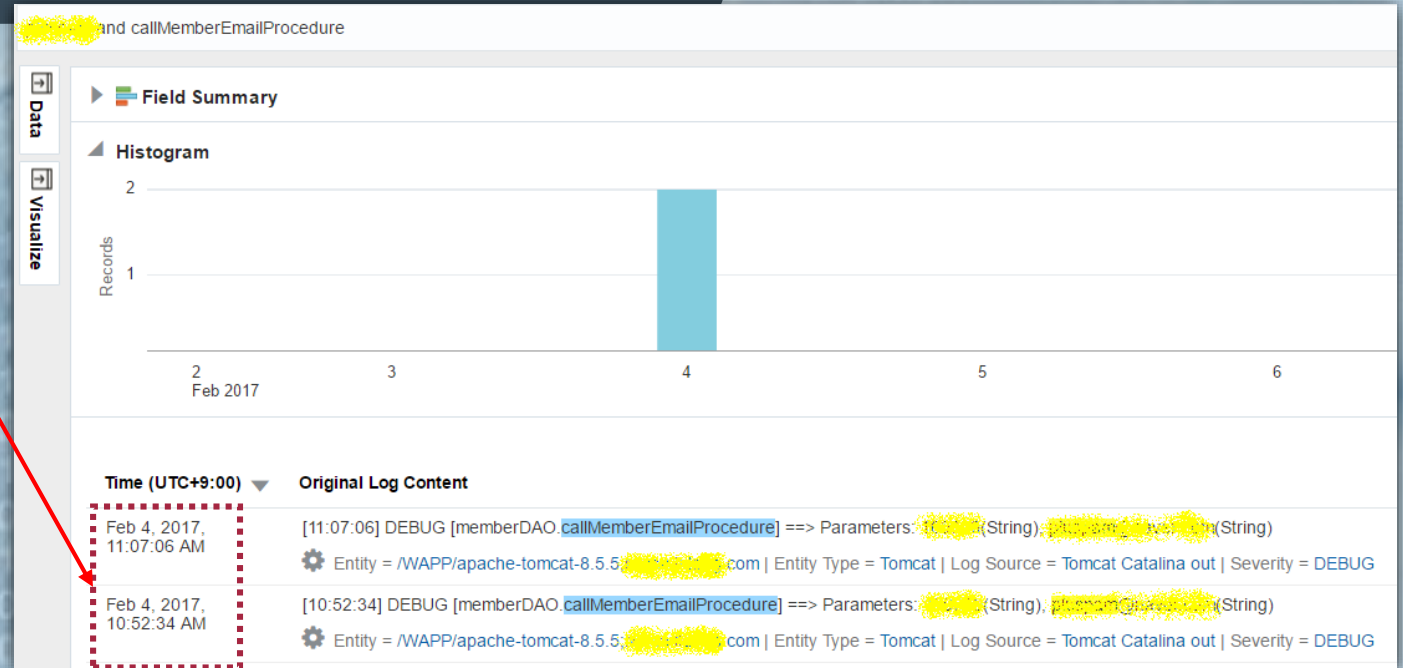 and callMemberEmailProcedure
Data
Visualize
Field Summary
Histogram
2
Records
1
2 3 4 5 6
Feb 2017
Time (UTC+9:00) Original Log Content
Feb 4, 2017,
11:07:06 AM
[11:07:06] DEBUG [memberDAO.callMemberEmailProcedure] ==> Parameters: (String), (String)
Entity = /WAPP/apache-tomcat-8.5.5; .com | Entity Type = Tomcat | Log Source = Tomcat Catalina out | Severity = DEBUG
Feb 4, 2017,
10:52:34 AM
[10:52:34] DEBUG [memberDAO.callMemberEmailProcedure] ==> Parameters: (String), (String)
Entity = /WAPP/apache-tomcat-8.5.5; .com | Entity Type = Tomcat | Log Source = Tomcat Catalina out | Severity = DEBUG